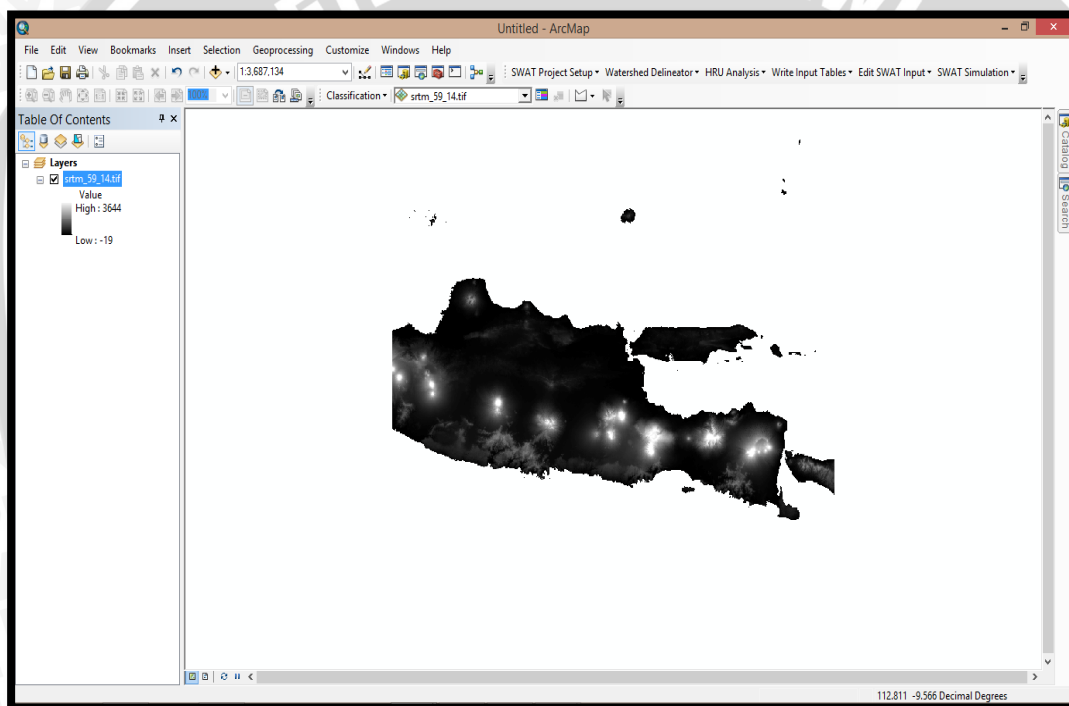 Untitled - ArcMap
File Edit View Bookmarks Insert Selection Geoprocessing Customize Windows Help
1:3,687,134 SWAT Project Setup Watershed Delineator HRU Analysis Write Input Tables Edit SWAT Input SWAT Simulation
100% Classification srtm_59_14.tif
Table Of Contents
Layers
srtm_59_14.tif
Value
High : 3644
Low : -19
Catalog
Search
112.811 -9.566 Decimal Degrees